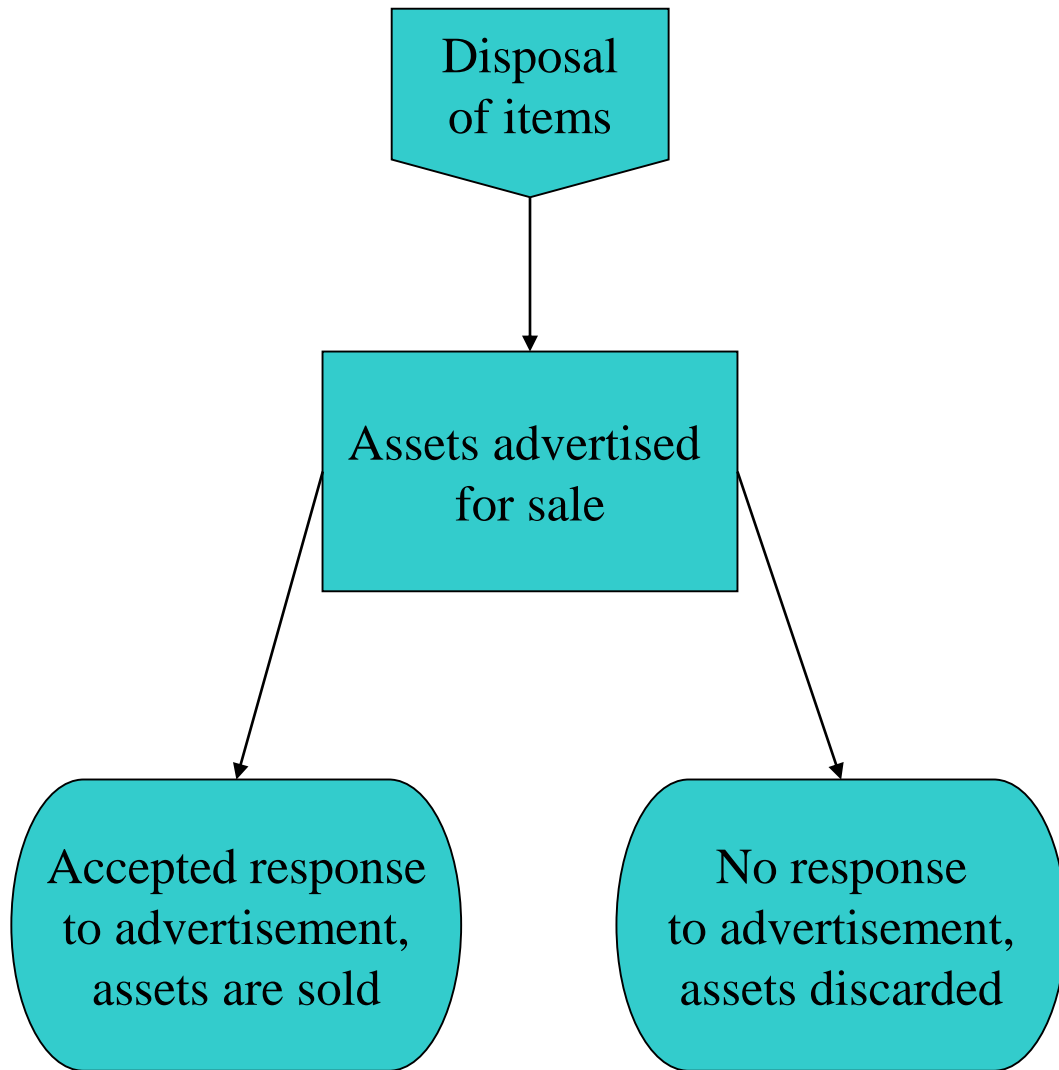 Disposal
of items
Assets advertised
for sale
Accepted response
to advertisement,
assets are sold
No response
to advertisement,
assets discarded